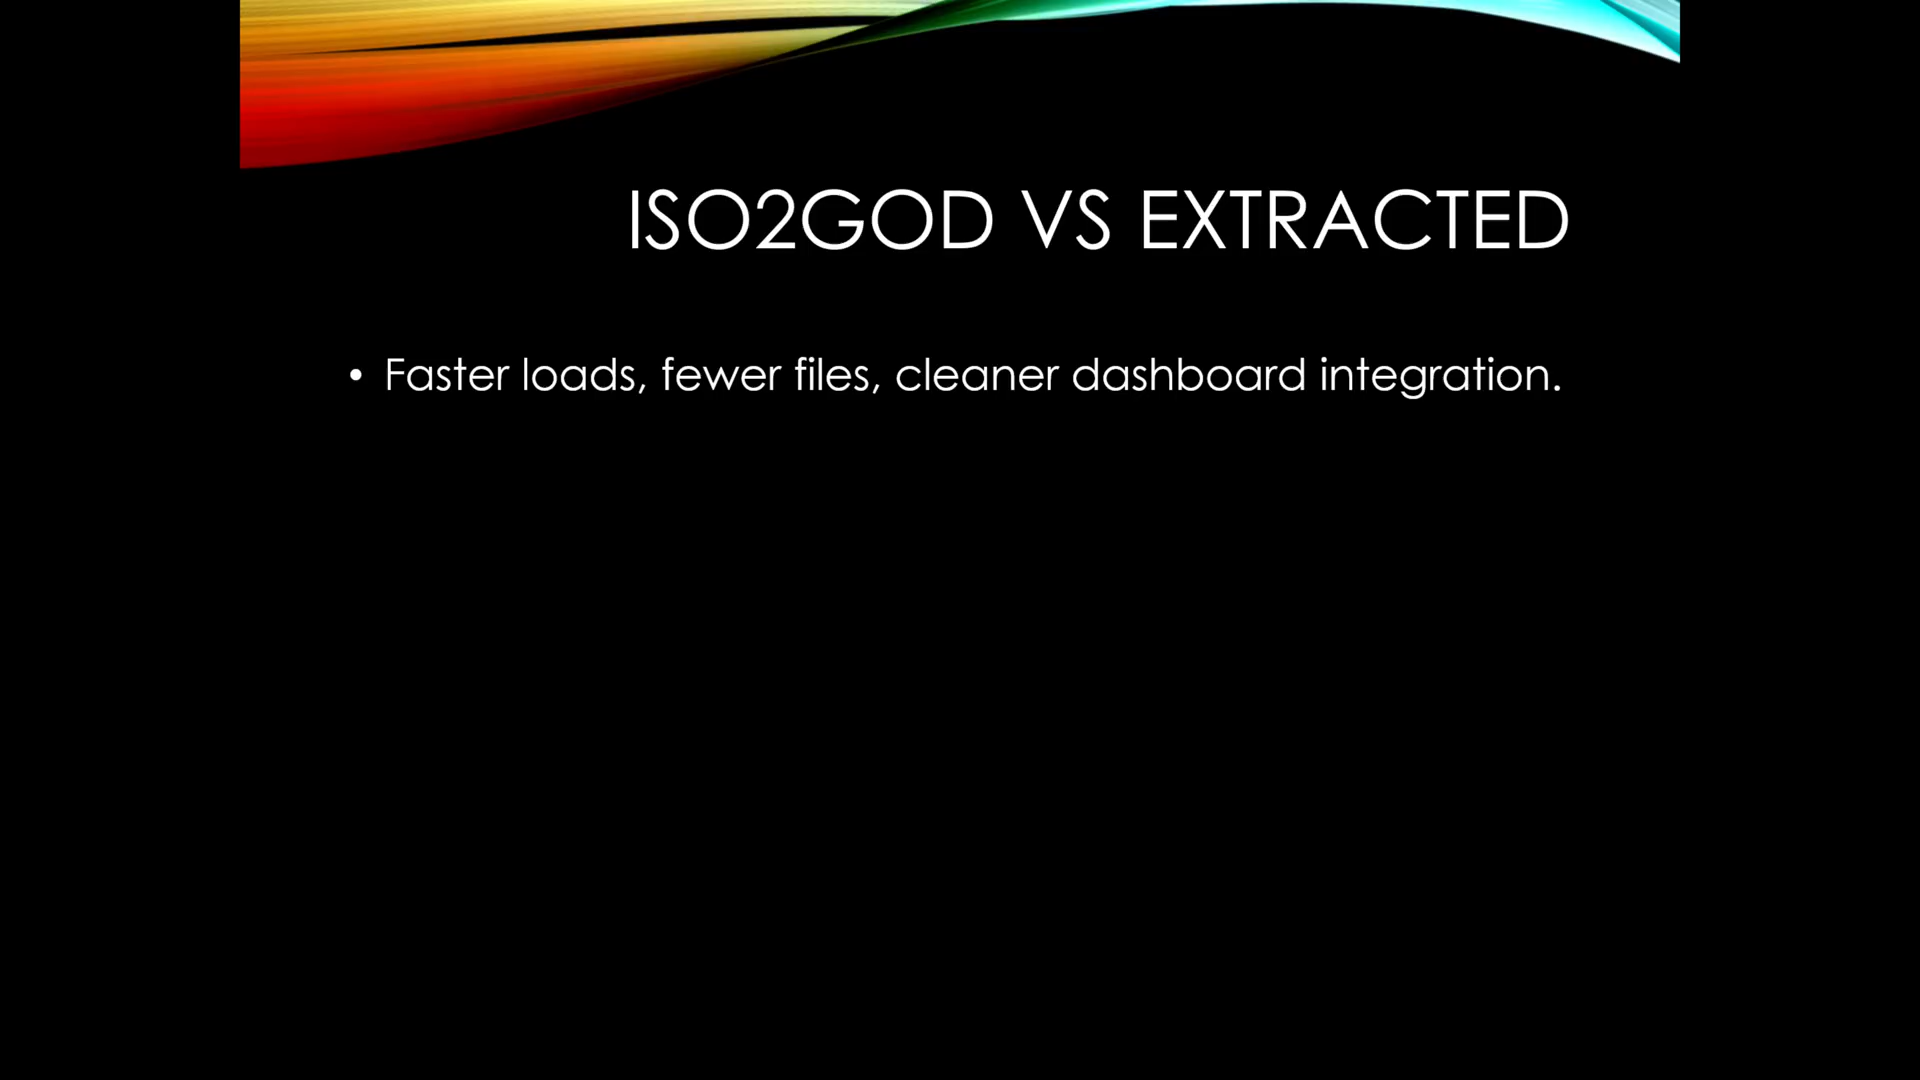 ISO2GOD VS EXTRACTED
• Faster loads, fewer files, cleaner dashboard integration.